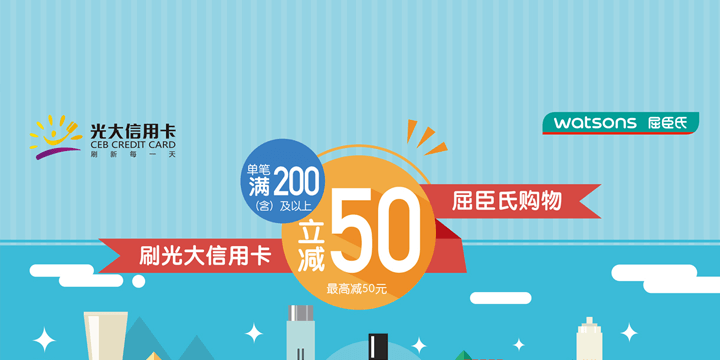 光大信用卡
CEB CREDIT CARD
刷新每一天
watsons 屈臣氏
单笔
满200
(含)及以上
立减50
最高减50元
屈臣氏购物
刷光大信用卡